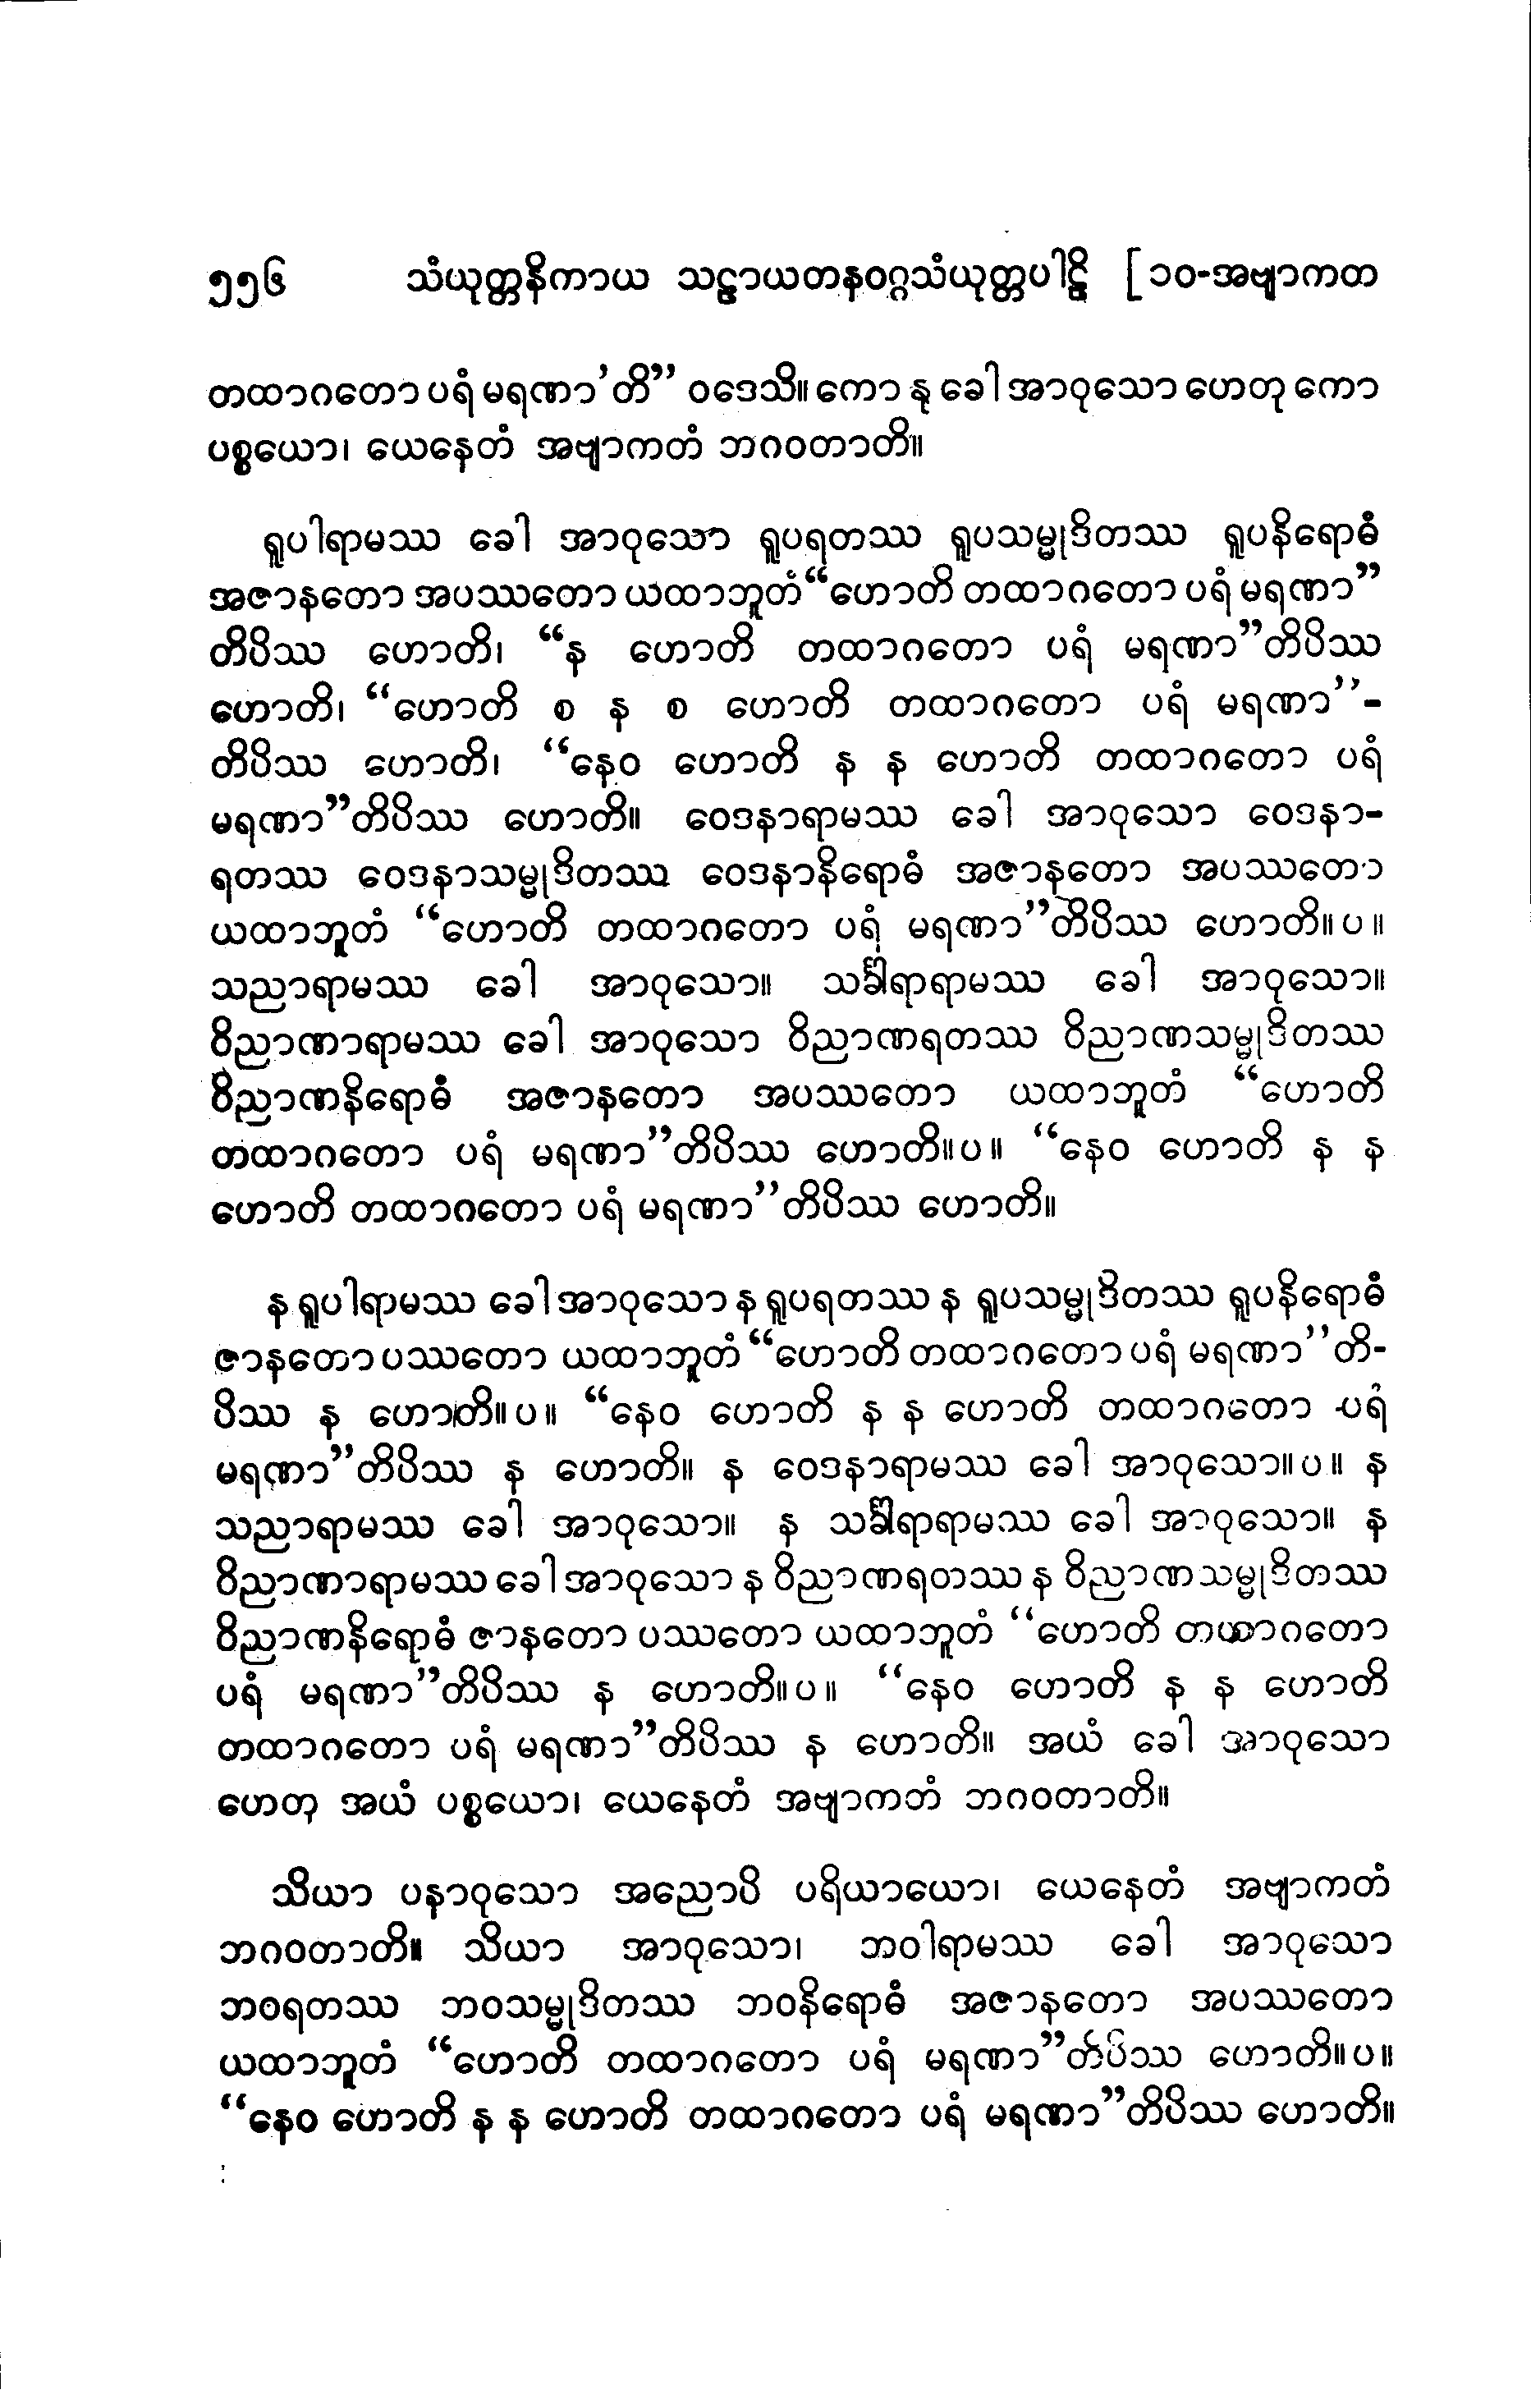 ၅၅၆ သံယုတ္တနိကာယ သဠာယတနဝဂ္ဂသံယုတ္တပါဠိ [ ၁၀-အဗျာကတ
တထာဂတော ပရံ မရဏာ’တိ” ဝဒေသိ။ ကော နု ခေါ အာဝုသော ဟေတု ကော
ပစ္စယော၊ ယေနေတံ အဗျာကတံ ဘဂဝတာတိ။
ရူပါရာမဿ ခေါ အာဝုသော ရူပရတဿ ရူပသမ္မုဒိတဿ ရူပနိရောဓံ
အဇာနတော အပဿတော ယထာဘူတံ “ဟောတိ တထာဂတော ပရံ မရဏာ”
တိပိဿ ဟောတိ၊ “န ဟောတိ တထာဂတော ပရံ မရဏာ”တိပိဿ
ဟောတိ၊ “ဟောတိ စ န စ ဟောတိ တထာဂတော ပရံ မရဏာ”-
တိပိဿ ဟောတိ၊ “နေဝ ဟောတိ န န ဟောတိ တထာဂတော ပရံ
မရဏာ”တိပိဿ ဟောတိ။ ဝေဒနာရာမဿ ခေါ အာဝုသော ဝေဒနာ-
ရတဿ ဝေဒနာသမ္မုဒိတဿ ဝေဒနာနိရောဓံ အဇာနတော အပဿတော
ယထာဘူတံ “ဟောတိ တထာဂတော ပရံ မရဏာ”တိပိဿ ဟောတိ။ပ။
သညာရာမဿ ခေါ အာဝုသော။ သင်္ခါရာရာမဿ ခေါ အာဝုသော။
ဝိညာဏာရာမဿ ခေါ အာဝုသော ဝိညာဏရတဿ ဝိညာဏသမ္မုဒိတဿ
ဝိညာဏနိရောဓံ အဇာနတော အပဿတော ယထာဘူတံ “ဟောတိ
တထာဂတော ပရံ မရဏာ”တိပိဿ ဟောတိ။ပ။ “နေဝ ဟောတိ န န
ဟောတိ တထာဂတော ပရံ မရဏာ”တိပိဿ ဟောတိ။
န ရူပါရာမဿ ခေါ အာဝုသော န ရူပရတဿ န ရူပသမ္မုဒိတဿ ရူပနိရောဓံ
ဇာနတော ပဿတော ယထာဘူတံ “ဟောတိ တထာဂတော ပရံ မရဏာ”တိ-
ပိဿ န ဟောတိ။ပ။ “နေဝ ဟောတိ န န ဟောတိ တထာဂတော ပရံ
မရဏာ”တိပိဿ န ဟောတိ။ န ဝေဒနာရာမဿ ခေါ အာဝုသော။ပ။ န
သညာရာမဿ ခေါ အာဝုသော။ န သင်္ခါရာရာမဿ ခေါ အာဝုသော။ န
ဝိညာဏာရာမဿ ခေါ အာဝုသော န ဝိညာဏရတဿ န ဝိညာဏသမ္မုဒိတဿ
ဝိညာဏနိရောဓံ ဇာနတော ပဿတော ယထာဘူတံ “ဟောတိ တထာဂတော
ပရံ မရဏာ”တိပိဿ န ဟောတိ။ပ။ “နေဝ ဟောတိ န န ဟောတိ
တထာဂတော ပရံ မရဏာ”တိပိဿ န ဟောတိ။ အယံ ခေါ အာဝုသော
ဟေတု အယံ ပစ္စယော၊ ယေနေတံ အဗျာကတံ ဘဂဝတာတိ။
သိယာ ပနာဝုသော အညောပိ ပရိယာယော၊ ယေနေတံ အဗျာကတံ
ဘဂဝတာတိ။ သိယာ အာဝုသော၊ ဘဝါရာမဿ ခေါ အာဝုသော
ဘဝရတဿ ဘဝသမ္မုဒိတဿ ဘဝနိရောဓံ အဇာနတော အပဿတော
ယထာဘူတံ “ဟောတိ တထာဂတော ပရံ မရဏာ”တိပိဿ ဟောတိ။ပ။
“နေဝ ဟောတိ န န ဟောတိ တထာဂတော ပရံ မရဏာ”တိပိဿ ဟောတိ။